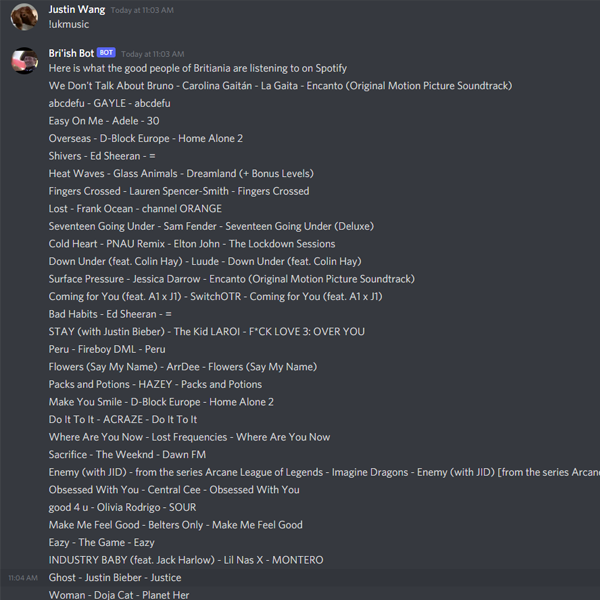 Justin Wang Today at 11:03 AM
!ukmusic
Bri'ish Bot BOT Today at 11:03 AM
Here is what the good people of Britiania are listening to on Spotify
We Don't Talk About Bruno - Carolina Gaitán - La Gaita - Encanto (Original Motion Picture Soundtrack)
abcdefu - GAYLE - abcdefu
Easy On Me - Adele - 30
Overseas - D-Block Europe - Home Alone 2
Shivers - Ed Sheeran - =
Heat Waves - Glass Animals - Dreamland (+ Bonus Levels)
Fingers Crossed - Lauren Spencer-Smith - Fingers Crossed
Lost - Frank Ocean - channel ORANGE
Seventeen Going Under - Sam Fender - Seventeen Going Under (Deluxe)
Cold Heart - PNAU Remix - Elton John - The Lockdown Sessions
Down Under (feat. Colin Hay) - Luude - Down Under (feat. Colin Hay)
Surface Pressure - Jessica Darrow - Encanto (Original Motion Picture Soundtrack)
Coming for You (feat. A1 x J1) - SwitchOTR - Coming for You (feat. A1 x J1)
Bad Habits - Ed Sheeran - =
STAY (with Justin Bieber) - The Kid LAROI - F*CK LOVE 3: OVER YOU
Peru - Fireboy DML - Peru
Flowers (Say My Name) - ArrDee - Flowers (Say My Name)
Packs and Potions - HAZEY - Packs and Potions
Make You Smile - D-Block Europe - Home Alone 2
Do It To It - ACRAZE - Do It To It
Where Are You Now - Lost Frequencies - Where Are You Now
Sacrifice - The Weeknd - Dawn FM
Enemy (with JID) - from the series Arcane League of Legends - Imagine Dragons - Enemy (with JID) [from the series Arcan
Obsessed With You - Central Cee - Obsessed With You
good 4 u - Olivia Rodrigo - SOUR
Make Me Feel Good - Belters Only - Make Me Feel Good
Eazy - The Game - Eazy
INDUSTRY BABY (feat. Jack Harlow) - Lil Nas X - MONTERO
11:04 AM Ghost - Justin Bieber - Justice
Woman - Doja Cat - Planet Her